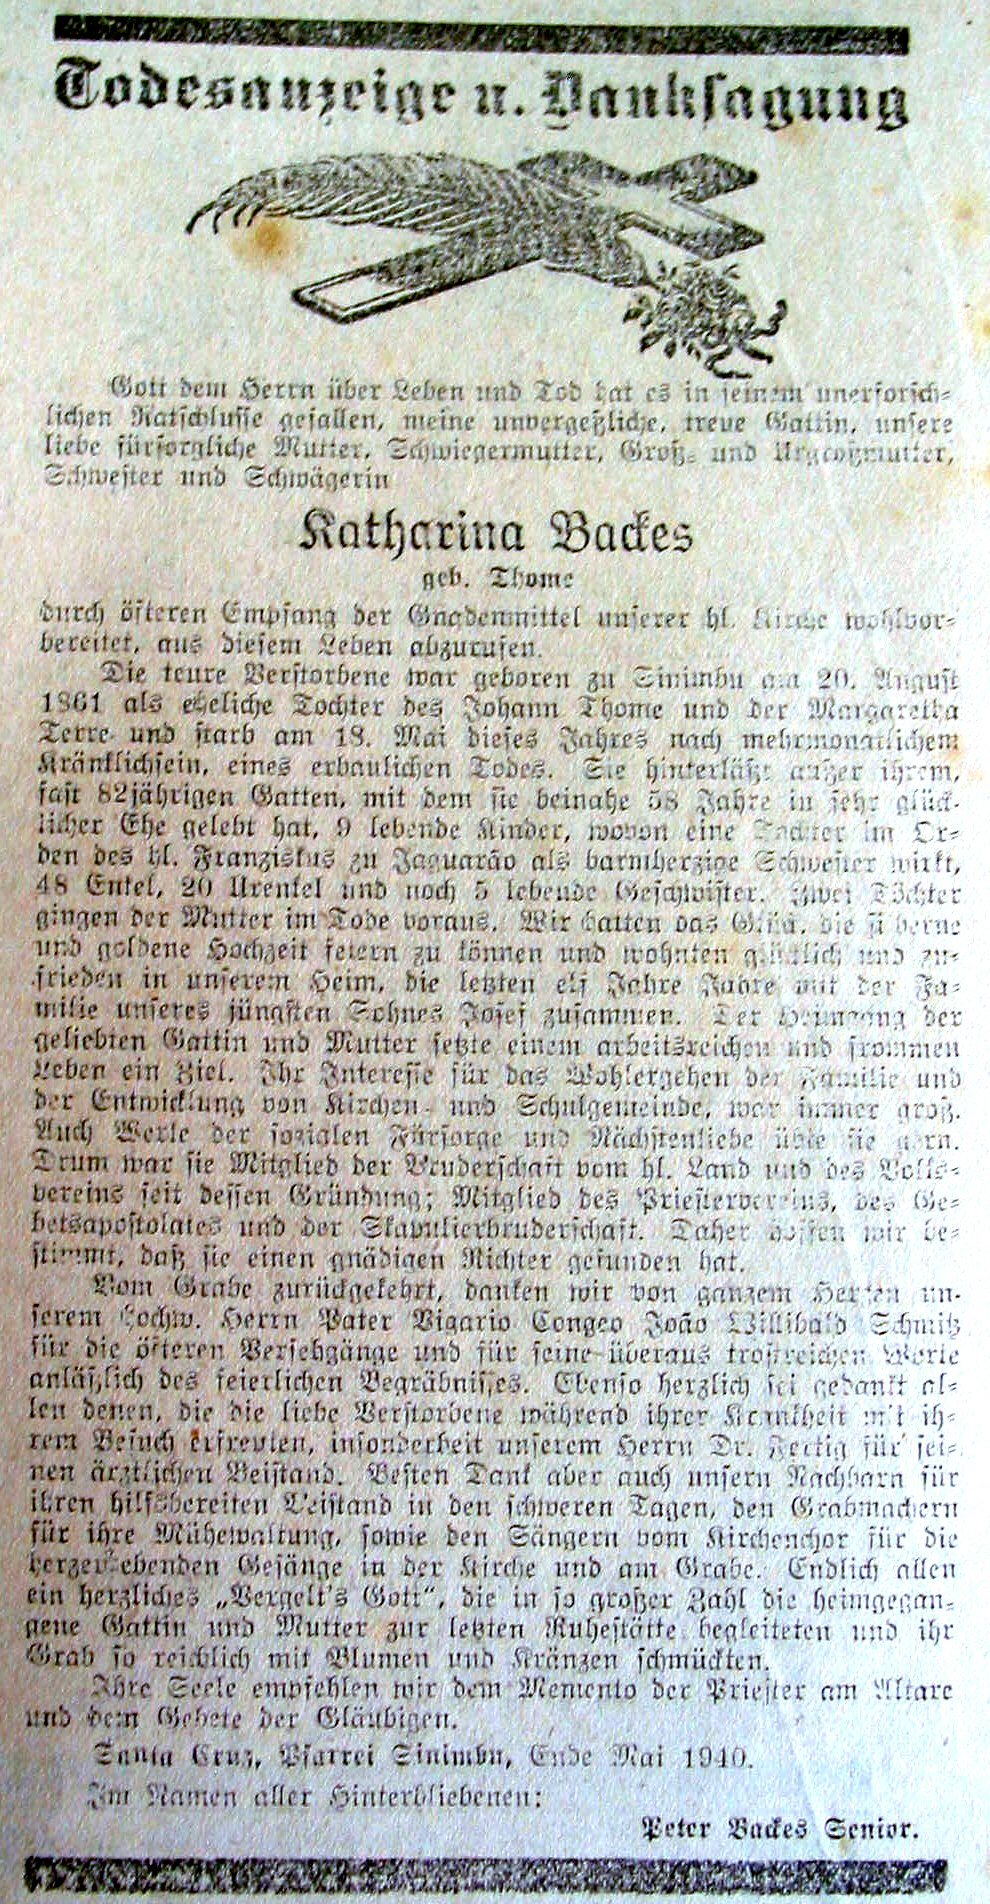 Todesanzeige u. Danksagung
Gott dem Herrn über Leben und Tod hat es in seinem unerforsch-
lichen Ratschlusse gefallen, meine unvergeßliche, treue Gattin, unsere
liebe fürsorgliche Mutter, Schwiegermutter, Groß- und Urgroßmutter,
Schwester und Schwägerin
Katharina Backes
geb. Thome
durch öfteren Empfang der Gnadenmittel unserer hl. Kirche wohlvor-
bereitet, aus diesem Leben abzurufen.
Die teure Verstorbene war geboren zu Sinimbu am 20. August
1861 als eheliche Tochter des Johann Thome und der Margaretha
Terre und starb am 18. Mai dieses Jahres nach mehrmonatlichem
Kränklichsein, eines erbaulichen Todes. Sie hinterläßt außer ihrem,
fast 82jährigen Gatten, mit dem sie beinahe 58 Jahre in sehr glück-
licher Ehe gelebt hat, 9 lebende Kinder, wovon eine Tochter im Or-
den des hl. Franziskus zu Jaguarão als barmherzige Schwester wirkt,
48 Enkel, 20 Urenkel und noch 5 lebende Geschwister. Zwei Töchter
gingen der Mutter im Tode voraus. Wir hatten das Glück, die silberne
und goldene Hochzeit feiern zu können und wohnten glücklich und zu-
frieden in unserem Heim, die letzten elf Jahre Jahre mit der Fa-
milie unseres jüngsten Sohnes Josef zusammen. Der Heimgang der
geliebten Gattin und Mutter setzte einem arbeitsreichen und frommen
Leben ein Ziel. Ihr Interesse für das Wohlergehen der Familie und
der Entwicklung von Kirchen- und Schulgemeinde, war immer groß.
Auch Werke der sozialen Fürsorge und Nächstenliebe übte sie gern.
Drum war sie Mitglied der Bruderschaft vom hl. Land und des Volks-
vereins seit dessen Gründung; Mitglied des Priestervereins, des Ge-
betsapostolates und der Skapulierbruderschaft. Daher hoffen wir be-
stimmt, daß sie einen gnädigen Richter gefunden hat.
Vom Grabe zurückgekehrt, danken wir von ganzem Herzen un-
serem hochw. Herrn Pater Vigario Congeo João Willibald Schmitz
für die öfteren Versehgänge und für seine überaus trostreichen Worte
anläßlich des feierlichen Begräbnisses. Ebenso herzlich sei gedankt al-
len denen, die die liebe Verstorbene während ihrer Krankheit mit ih-
rem Besuch erfreuten, insonderheit unserem Herrn Dr. Fertig für sei-
nen ärztlichen Beistand. Besten Dank aber auch unsern Nachbarn für
ihren hilfsbereiten Beistand in den schweren Tagen, den Grabmachern
für ihre Mühewaltung, sowie den Sängern vom Kirchenchor für die
herzerhebenden Gesänge in der Kirche und am Grabe. Endlich allen
ein herzliches „Vergelt's Gott“, die in so großer Zahl die heimgegan-
gene Gattin und Mutter zur letzten Ruhestätte begleiteten und ihr
Grab so reichlich mit Blumen und Kränzen schmückten.
Ihre Seele empfehlen wir dem Memento der Priester am Altare
und dem Gebete der Gläubigen.
Santa Cruz, Pfarrei Sinimbu, Ende Mai 1940.
Im Namen aller Hinterbliebenen:
Peter Backes Senior.